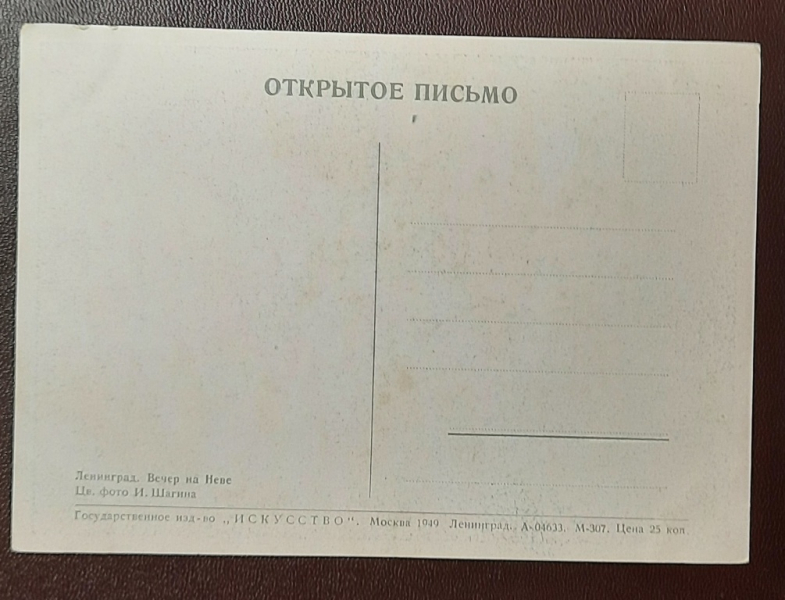 ОТКРЫТОЕ ПИСЬМО
Ленинград. Вечер на Неве
Цв. фото И. Шагина
Государственное изд-во „ИСКУССТВО“. Москва 1949 Ленинград. А-04633. М-307. Цена 25 коп.